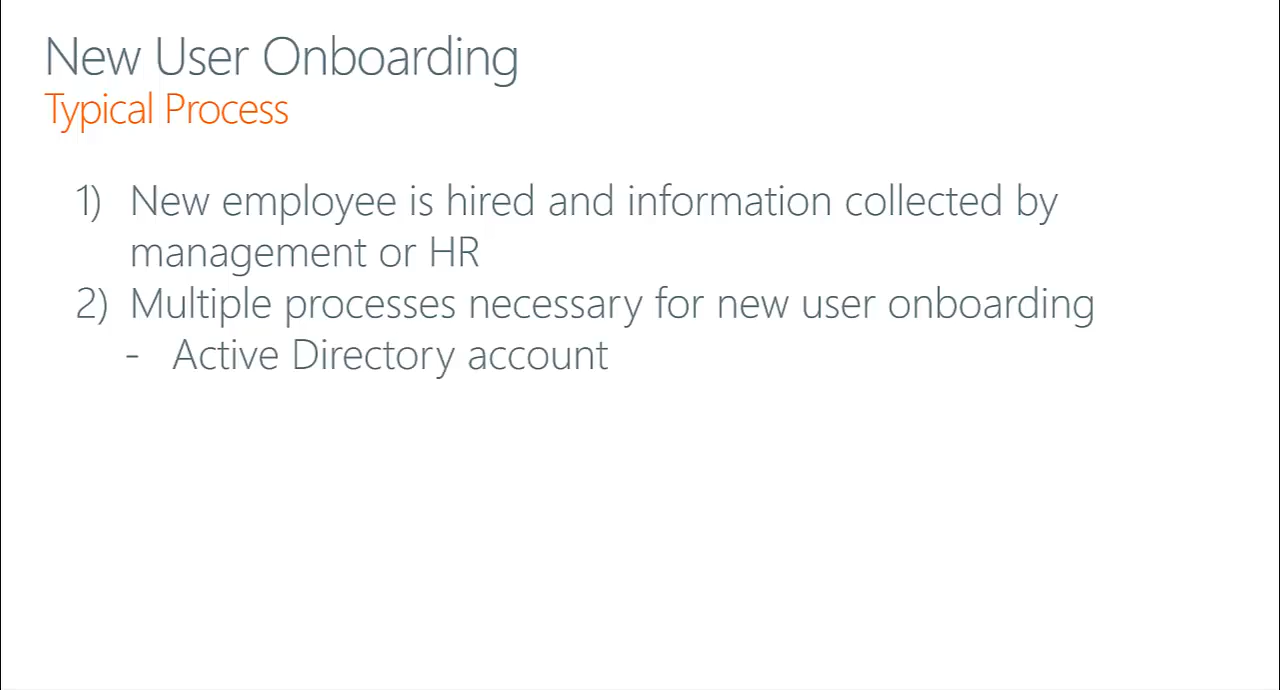 New User Onboarding
Typical Process
1) New employee is hired and information collected by
management or HR
2) Multiple processes necessary for new user onboarding
- Active Directory account